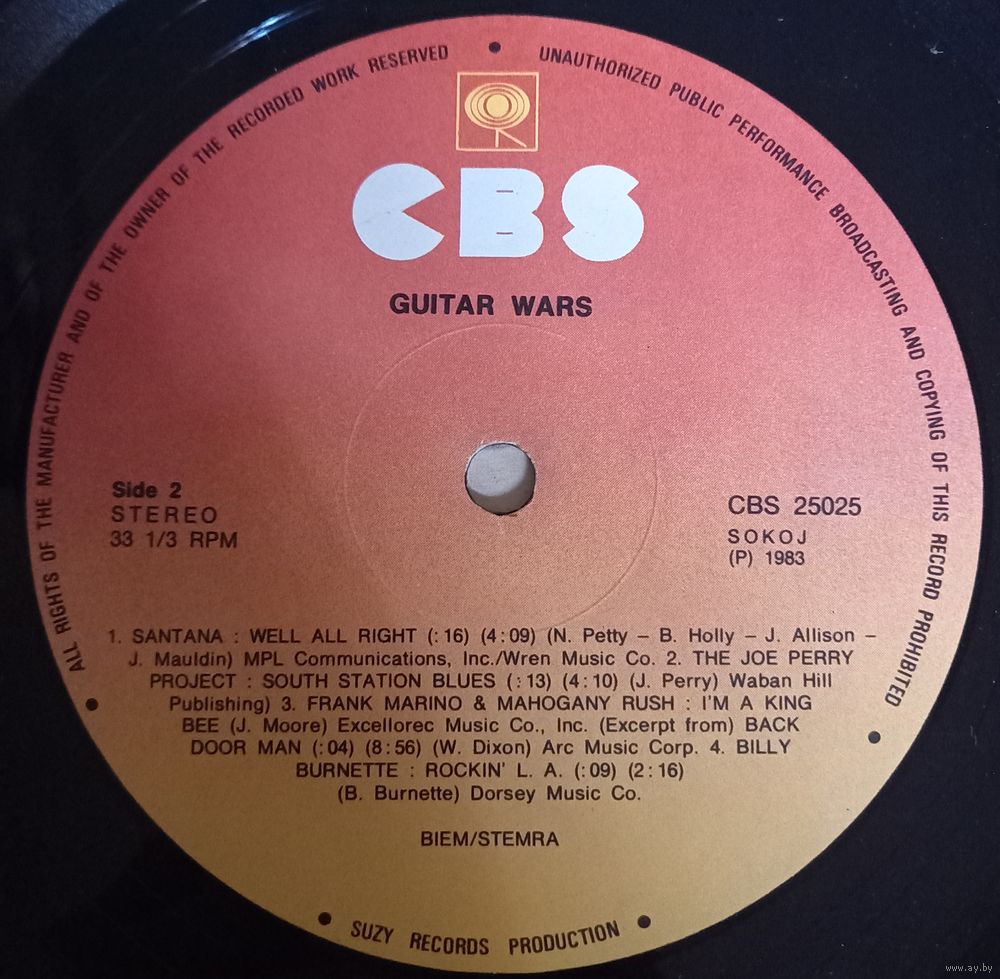 ALL RIGHTS OF THE MANUFACTURER AND OF THE OWNER OF THE RECORDED WORK RESERVED • UNAUTHORIZED PUBLIC PERFORMANCE BROADCASTING AND COPYING OF THIS RECORD PROHIBITED
CBS
GUITAR WARS
Side 2
STEREO
33 1/3 RPM
CBS 25025
SOKOJ
(P) 1983
1. SANTANA : WELL ALL RIGHT (:16) (4:09) (N. Petty – B. Holly – J. Allison –
J. Mauldin) MPL Communications, Inc./Wren Music Co. 2. THE JOE PERRY
PROJECT : SOUTH STATION BLUES (:13) (4:10) (J. Perry) Waban Hill
Publishing) 3. FRANK MARINO & MAHOGANY RUSH : I'M A KING
BEE (J. Moore) Excellorec Music Co., Inc. (Excerpt from) BACK
DOOR MAN (:04) (8:56) (W. Dixon) Arc Music Corp. 4. BILLY
BURNETTE : ROCKIN' L. A. (:09) (2:16)
(B. Burnette) Dorsey Music Co.
BIEM/STEMRA
• SUZY RECORDS PRODUCTION •
www.ay.by